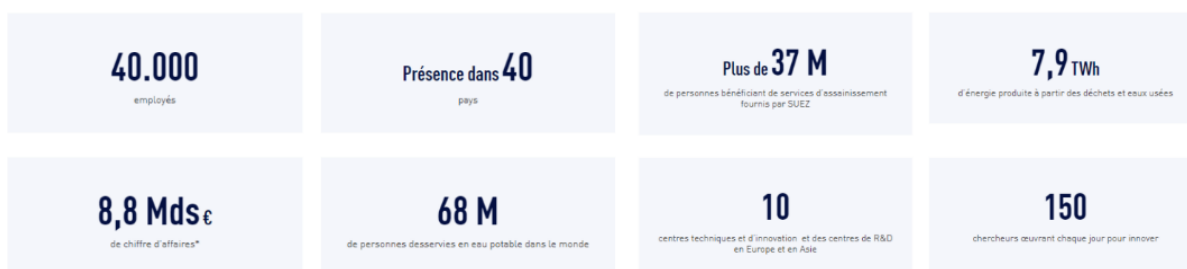 40.000
employés
Présence dans 40
pays
Plus de 37 M
de personnes bénéficiant de services d'assainissement
fournis par SUEZ
7,9 TWh
d'énergie produite à partir des déchets et eaux usées
8,8 Mds €
de chiffre d'affaires*
68 M
de personnes desservies en eau potable dans le monde
10
centres techniques et d'innovation et des centres de R&D
en Europe et en Asie
150
chercheurs œuvrant chaque jour pour innover